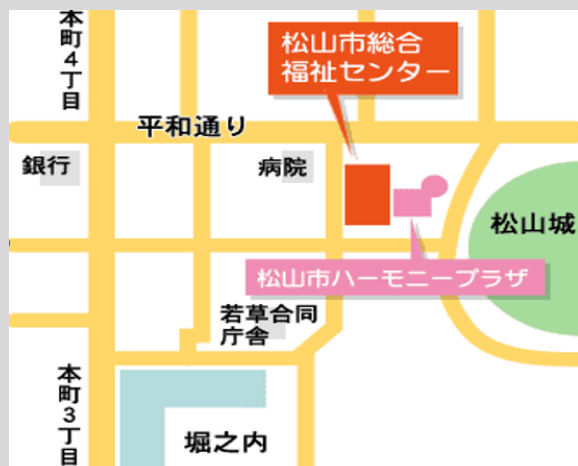 本町4丁目
松山市総合
福祉センター
平和通り
銀行
病院
松山城
松山市ハーモニープラザ
若草合同
庁舎
本町3丁目
堀之内